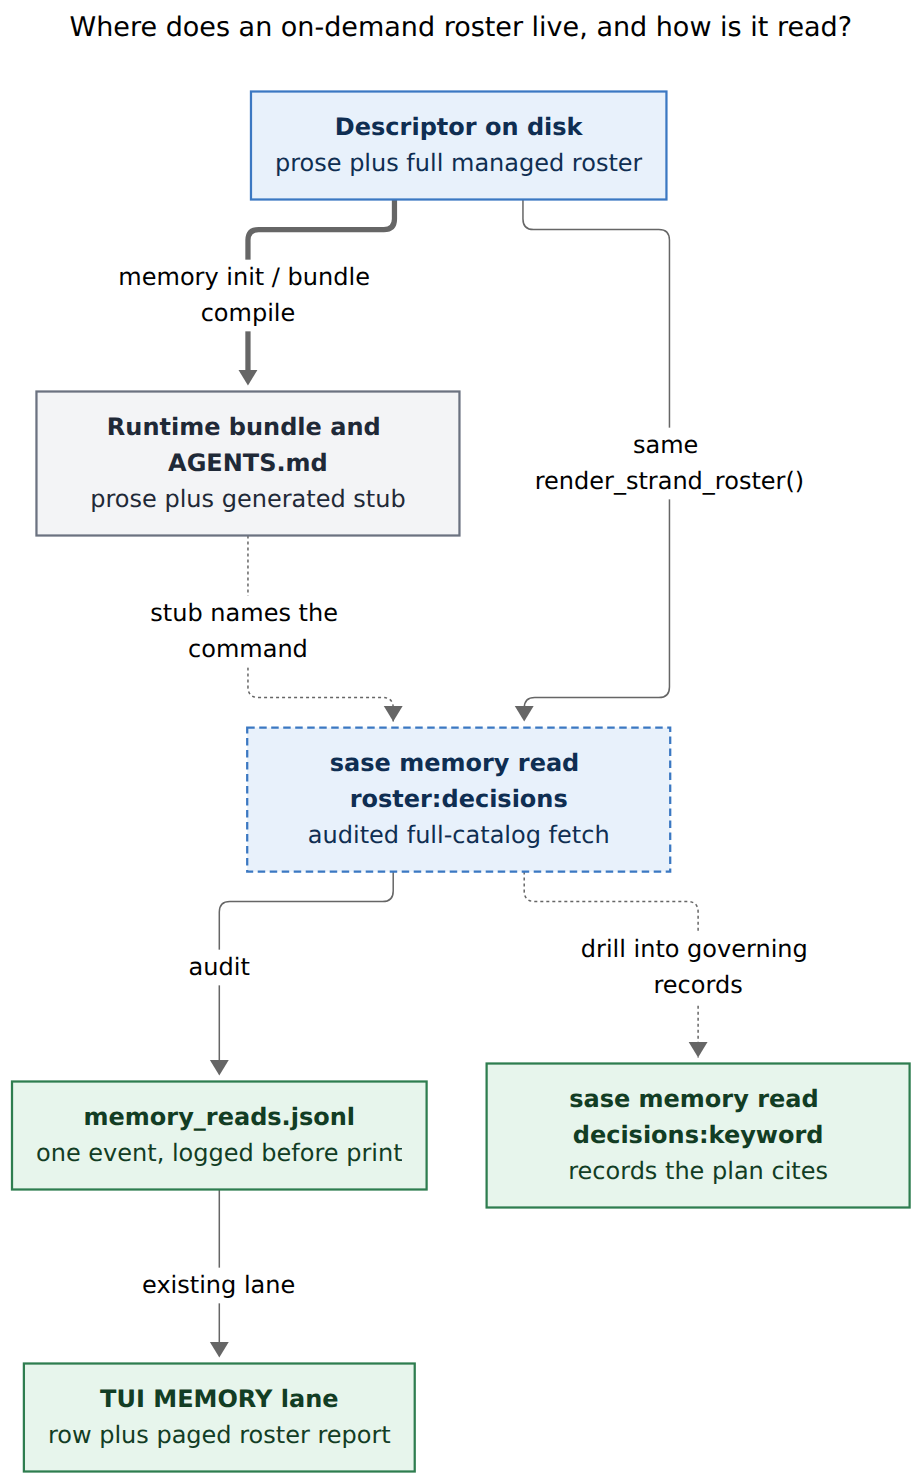 Where does an on-demand roster live, and how is it read?
Descriptor on disk
prose plus full managed roster
memory init / bundle
compile
Runtime bundle and
AGENTS.md
prose plus generated stub
same
render_strand_roster()
stub names the
command
sase memory read
roster:decisions
audited full-catalog fetch
audit
drill into governing
records
memory_reads.jsonl
one event, logged before print
sase memory read
decisions:keyword
records the plan cites
existing lane
TUI MEMORY lane
row plus paged roster report